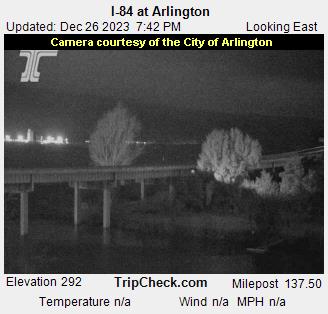 I-84 at Arlington
Updated: Dec 26 2023 7:42 PM Looking East
Camera courtesy of the City of Arlington
Elevation 292 TripCheck.com Milepost 137.50
Temperature n/a Wind n/a MPH n/a